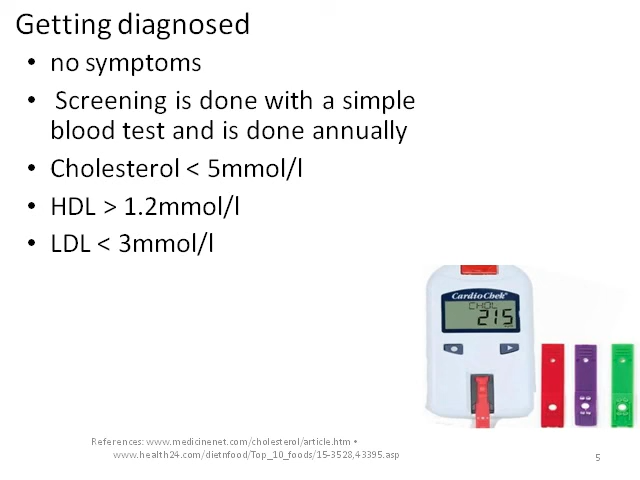 Getting diagnosed
• no symptoms
• Screening is done with a simple
blood test and is done annually
• Cholesterol < 5mmol/l
• HDL > 1.2mmol/l
• LDL < 3mmol/l
CardioChek
CHOL
215
References: www.medicinenet.com/cholesterol/article.htm •
www.health24.com/dietnfood/Top_10_foods/15-3528,43395.asp
5